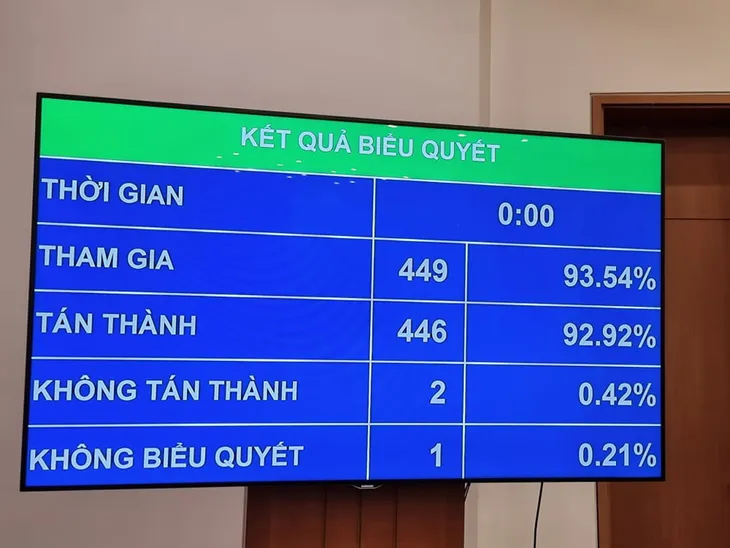 KẾT QUẢ BIỂU QUYẾT
THỜI GIAN 0:00
THAM GIA 449 93.54%
TÁN THÀNH 446 92.92%
KHÔNG TÁN THÀNH 2 0.42%
KHÔNG BIỂU QUYẾT 1 0.21%